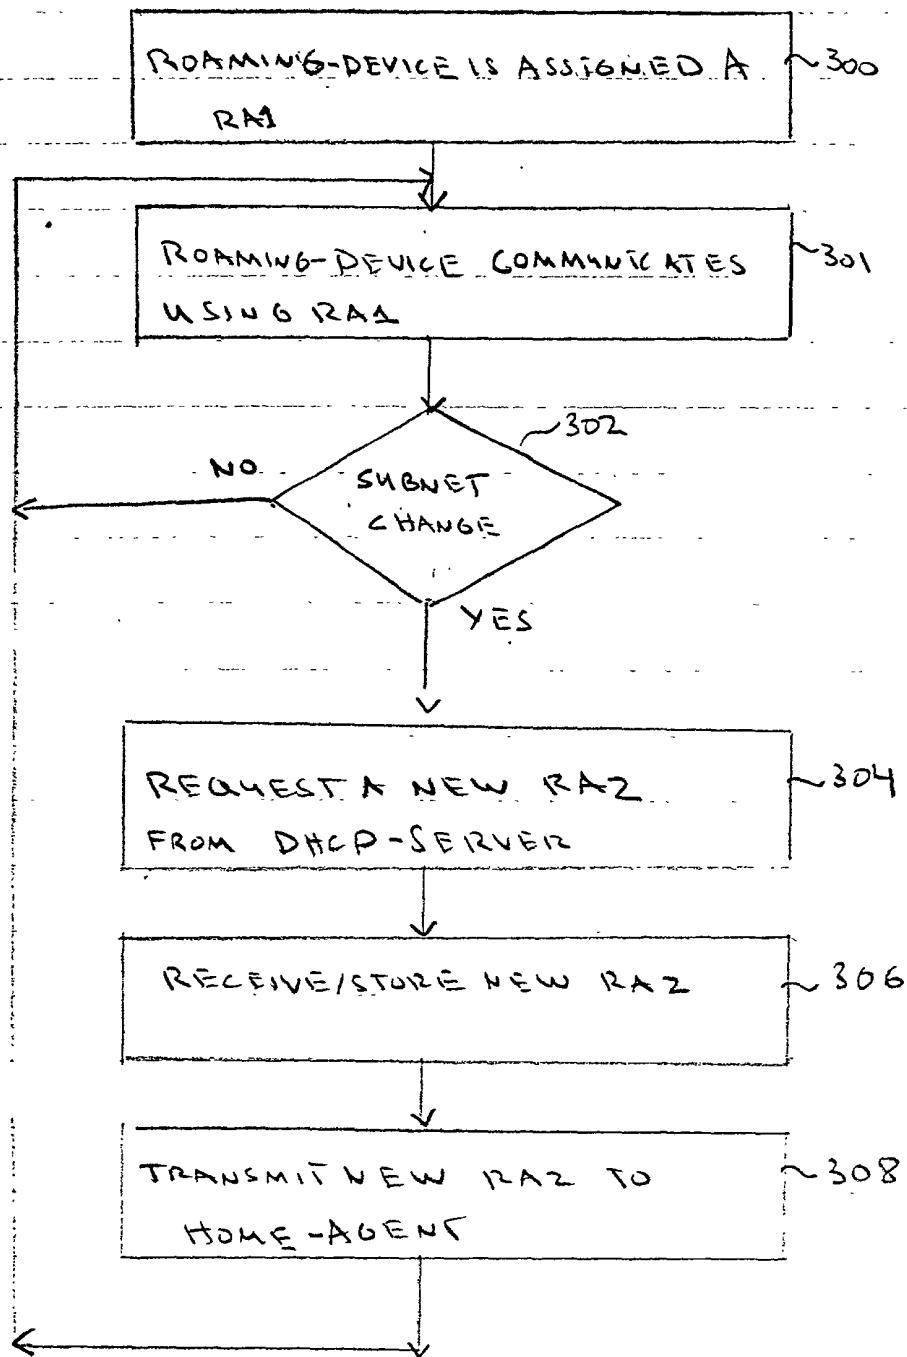 ROAMING-DEVICE IS ASSIGNED A
RA1
300
ROAMING-DEVICE COMMUNICATES
USING RA1
301
302
NO
SUBNET
CHANGE
YES
REQUEST A NEW RA2
FROM DHCP-SERVER
304
RECEIVE/STORE NEW RA2
306
TRANSMIT NEW RA2 TO
HOME-AGENT
308